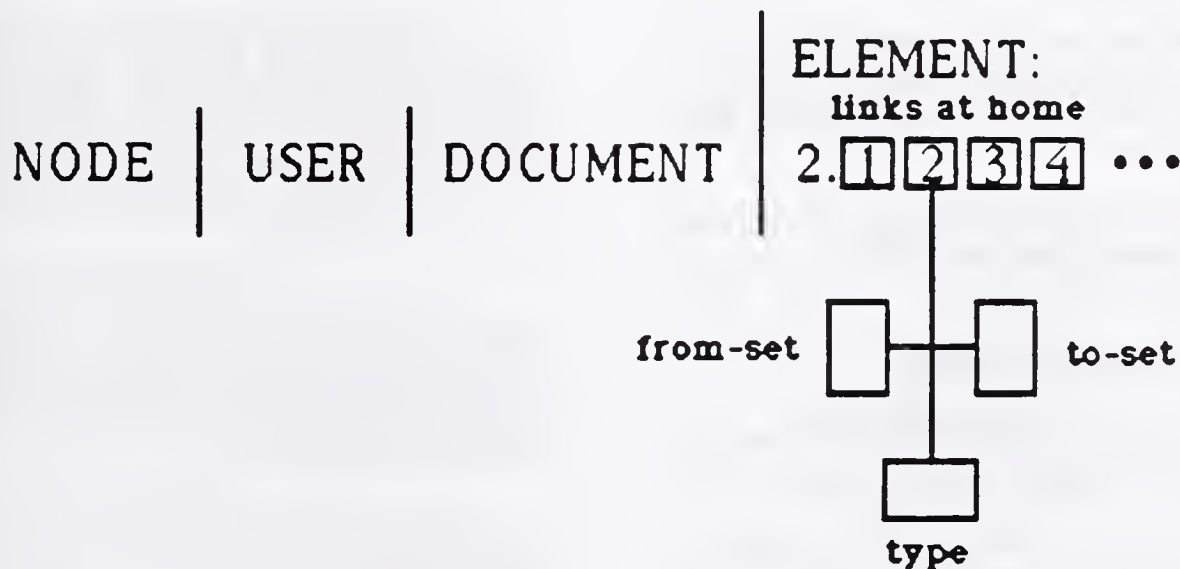 ELEMENT:
links at home
NODE | USER | DOCUMENT | 2.1 2 3 4 •••
from-set to-set
type